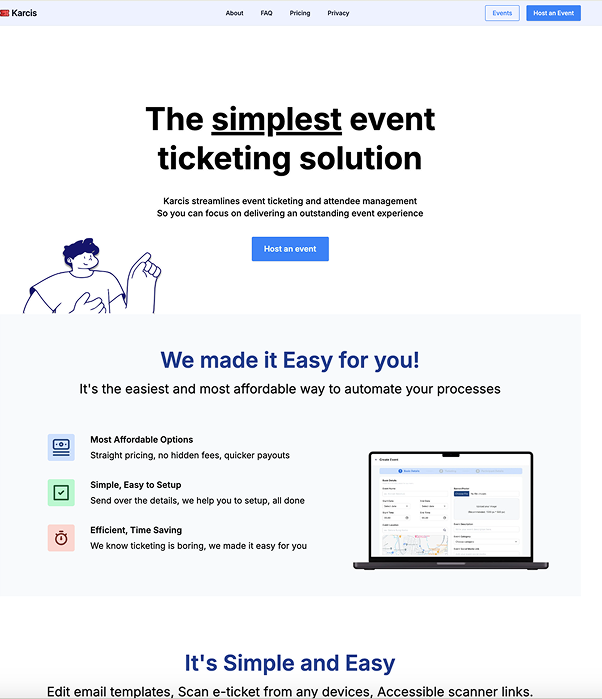 Karcis
About FAQ Pricing Privacy
Events Host an Event
The simplest event
ticketing solution
Karcis streamlines event ticketing and attendee management
So you can focus on delivering an outstanding event experience
Host an event
We made it Easy for you!
It's the easiest and most affordable way to automate your processes
Most Affordable Options
Straight pricing, no hidden fees, quicker payouts
Simple, Easy to Setup
Send over the details, we help you to setup, all done
Efficient, Time Saving
We know ticketing is boring, we made it easy for you
Create Event
It's Simple and Easy
Edit email templates, Scan e-ticket from any devices, Accessible scanner links.